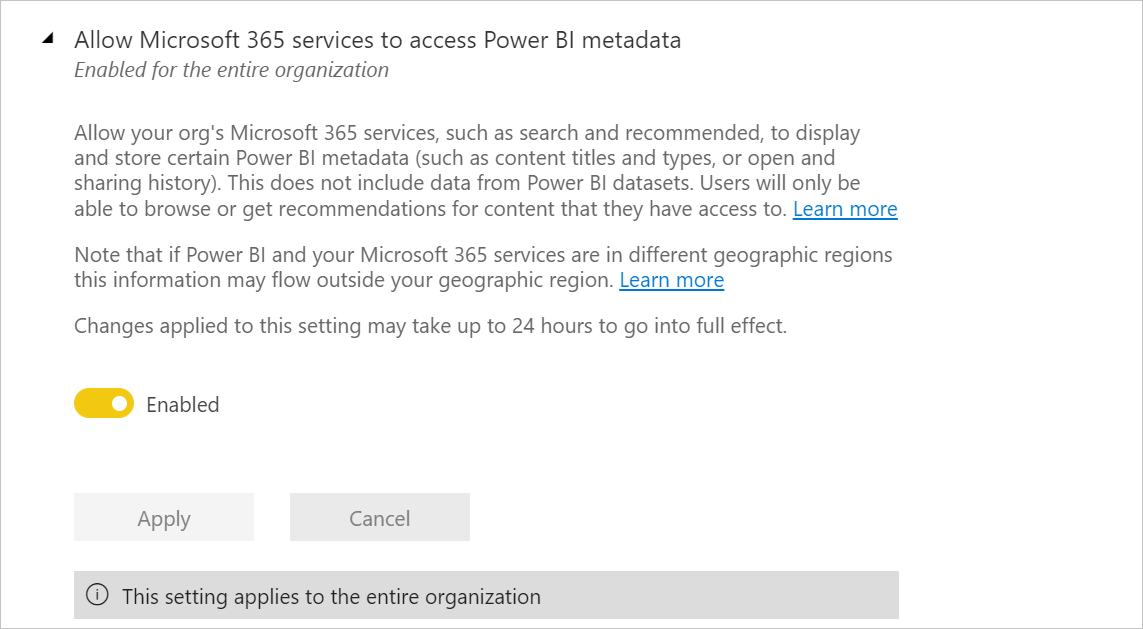 Allow Microsoft 365 services to access Power BI metadata
Enabled for the entire organization
Allow your org's Microsoft 365 services, such as search and recommended, to display
and store certain Power BI metadata (such as content titles and types, or open and
sharing history). This does not include data from Power BI datasets. Users will only be
able to browse or get recommendations for content that they have access to. Learn more
Note that if Power BI and your Microsoft 365 services are in different geographic regions
this information may flow outside your geographic region. Learn more
Changes applied to this setting may take up to 24 hours to go into full effect.
Enabled
Apply Cancel
This setting applies to the entire organization